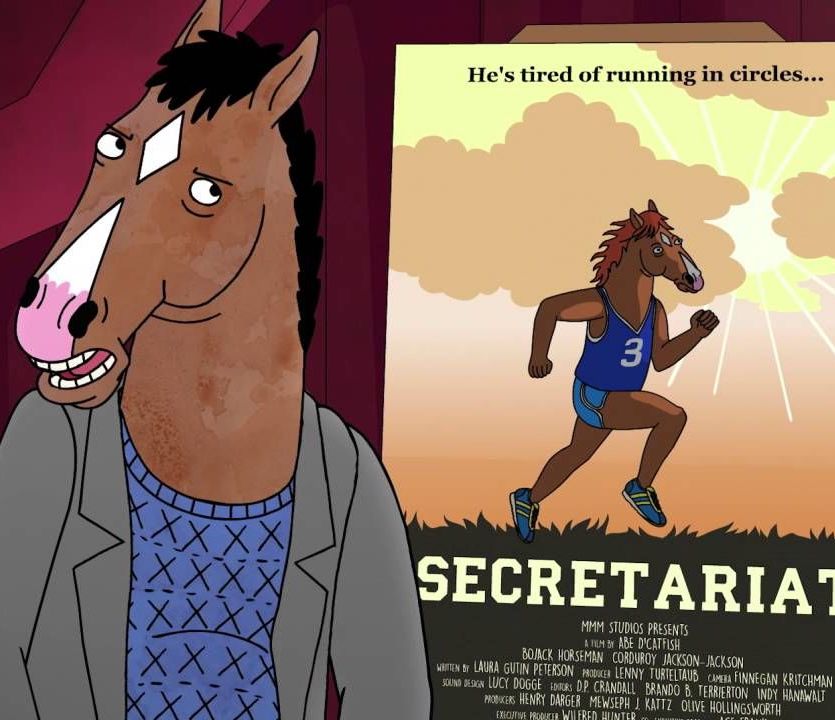 He's tired of running in circles...
3
SECRETARIAT
MMM STUDIOS PRESENTS
A FILM BY ABE D'CATFISH
BOJACK HORSEMAN CORDUROY JACKSON-JACKSON
WRITTEN BY LAURA GUTIN PETERSON PRODUCER LENNY TURTELTAUB CAMERA FINNEGAN KRITCHMAN
SOUND DESIGN LUCY DOGGE EDITORS D.P. CRANDALL BRANDO B. TERRIERTON INDY HANAWALT
PRODUCERS HENRY DARGER MEWSEPH J. KATTZ OLIVE HOLLINGSWORTH
EXECUTIVE PRODUCER WILFRED HUNTER